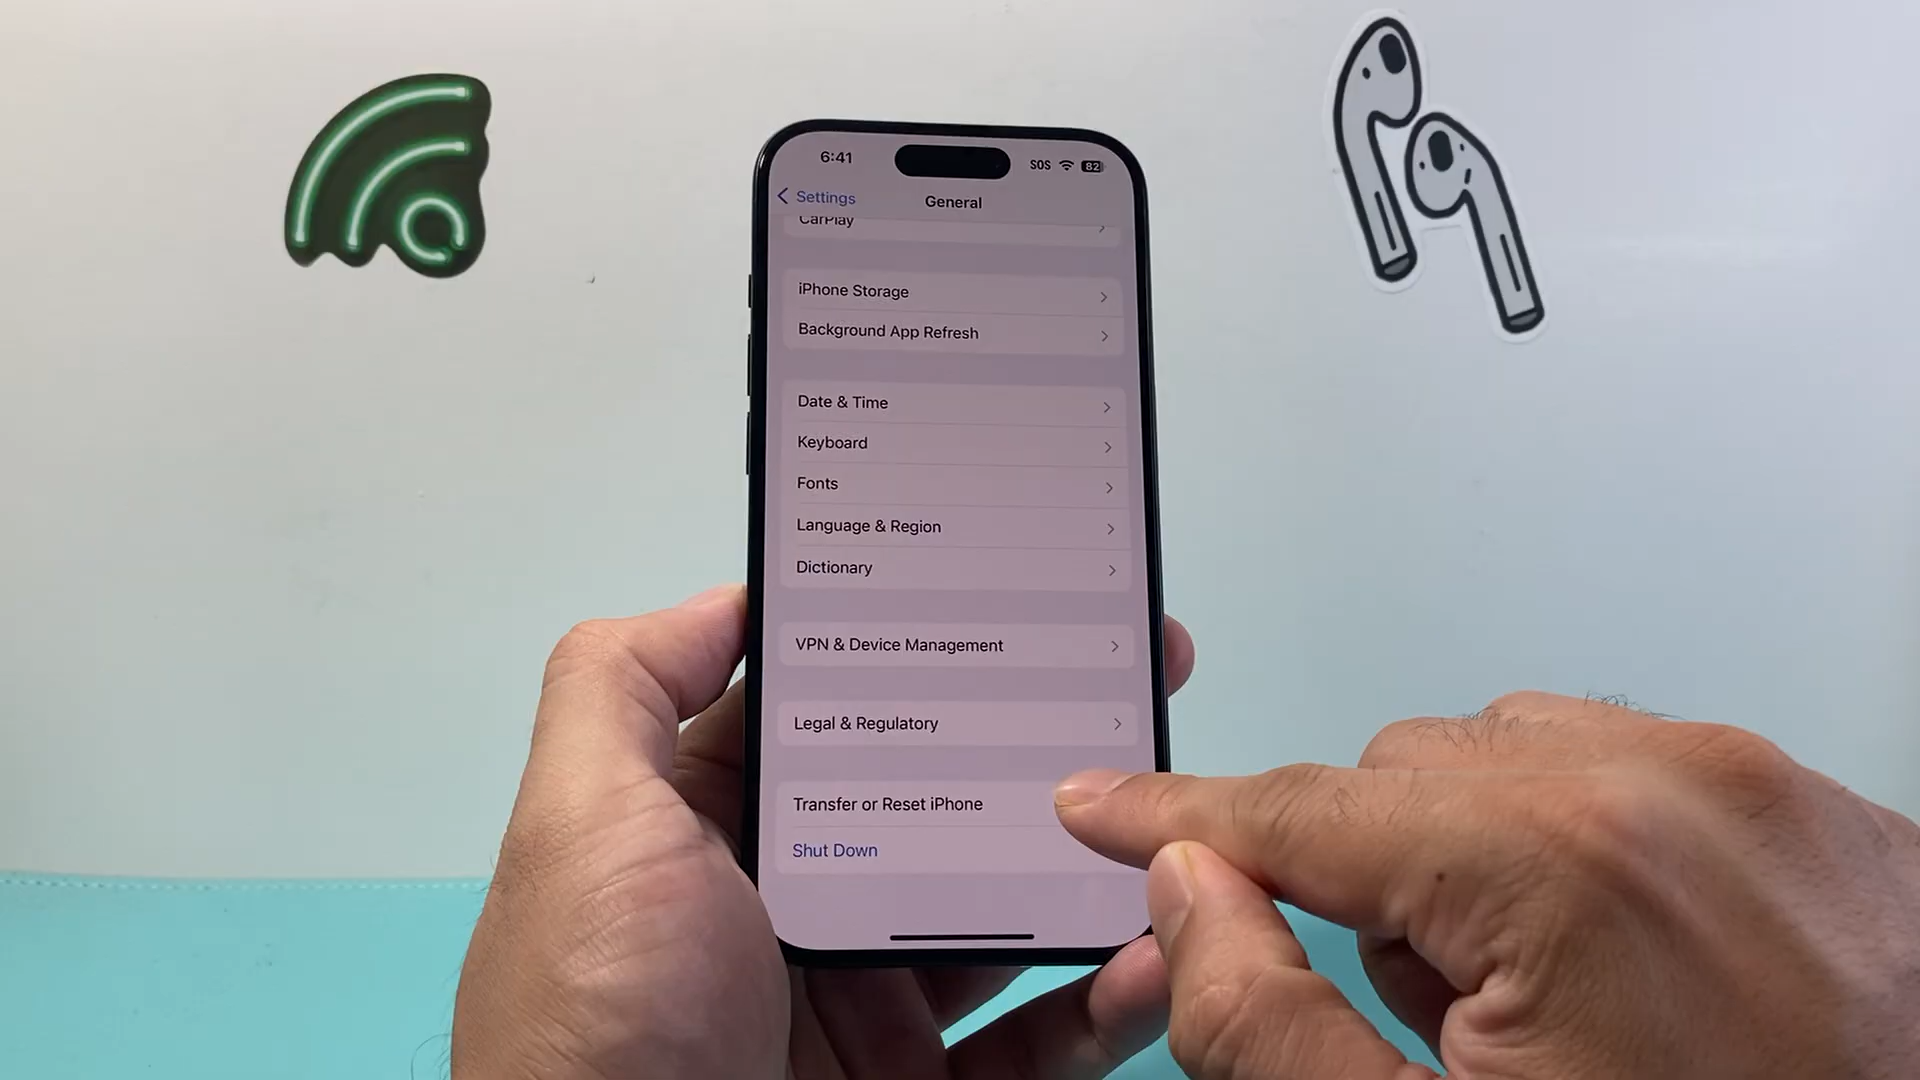 6:41
SOS
82
Settings
General
CarPlay
iPhone Storage
Background App Refresh
Date & Time
Keyboard
Fonts
Language & Region
Dictionary
VPN & Device Management
Legal & Regulatory
Transfer or Reset iPhone
Shut Down